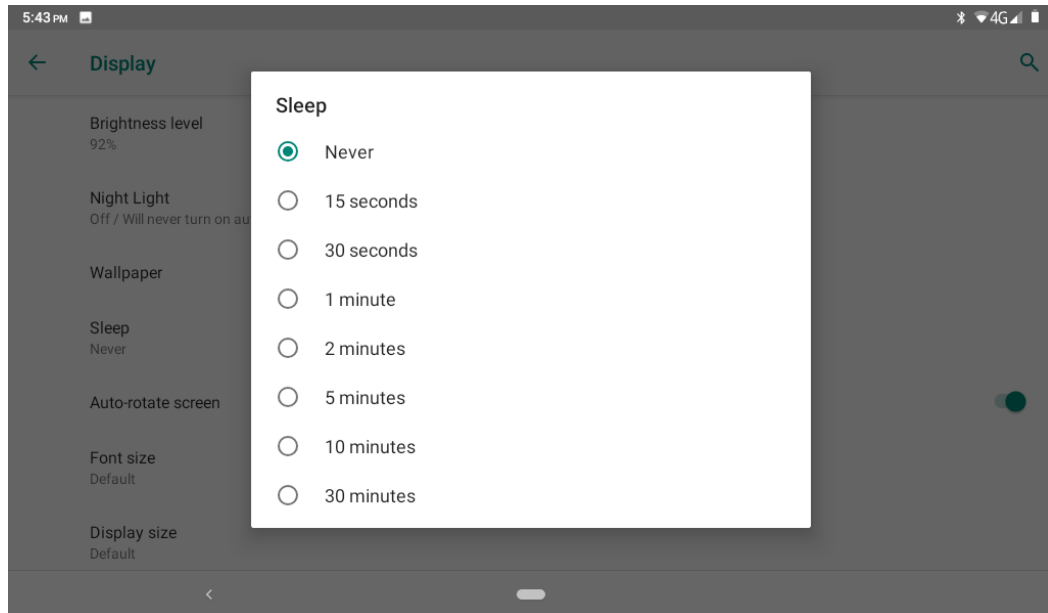 5:43 PM
4G
Display
Brightness level
92%
Night Light
Off / Will never turn on au
Wallpaper
Sleep
Never
Auto-rotate screen
Font size
Default
Display size
Default
Sleep
Never
15 seconds
30 seconds
1 minute
2 minutes
5 minutes
10 minutes
30 minutes